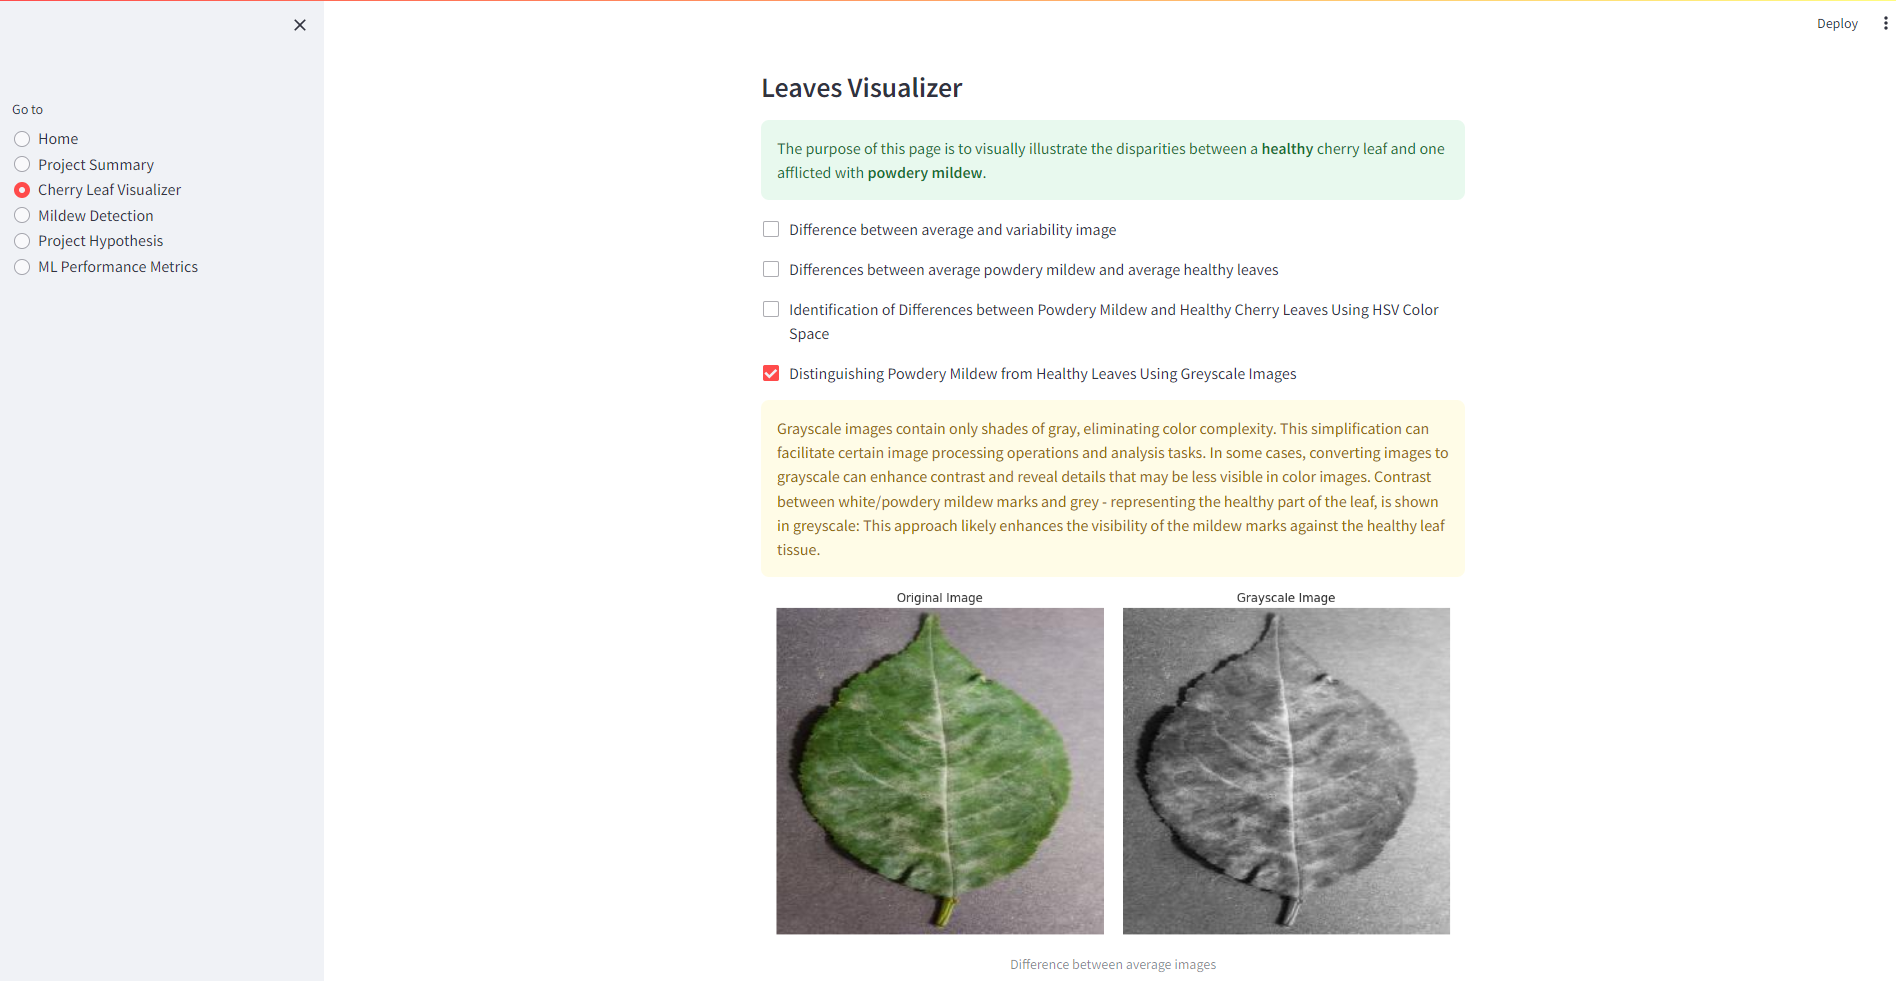 Deploy
Go to
Home
Project Summary
Cherry Leaf Visualizer
Mildew Detection
Project Hypothesis
ML Performance Metrics
Leaves Visualizer
The purpose of this page is to visually illustrate the disparities between a healthy cherry leaf and one
afflicted with powdery mildew.
Difference between average and variability image
Differences between average powdery mildew and average healthy leaves
Identification of Differences between Powdery Mildew and Healthy Cherry Leaves Using HSV Color
Space
Distinguishing Powdery Mildew from Healthy Leaves Using Greyscale Images
Grayscale images contain only shades of gray, eliminating color complexity. This simplification can
facilitate certain image processing operations and analysis tasks. In some cases, converting images to
grayscale can enhance contrast and reveal details that may be less visible in color images. Contrast
between white/powdery mildew marks and grey - representing the healthy part of the leaf, is shown
in greyscale: This approach likely enhances the visibility of the mildew marks against the healthy leaf
tissue.
Original Image
Grayscale Image
Difference between average images